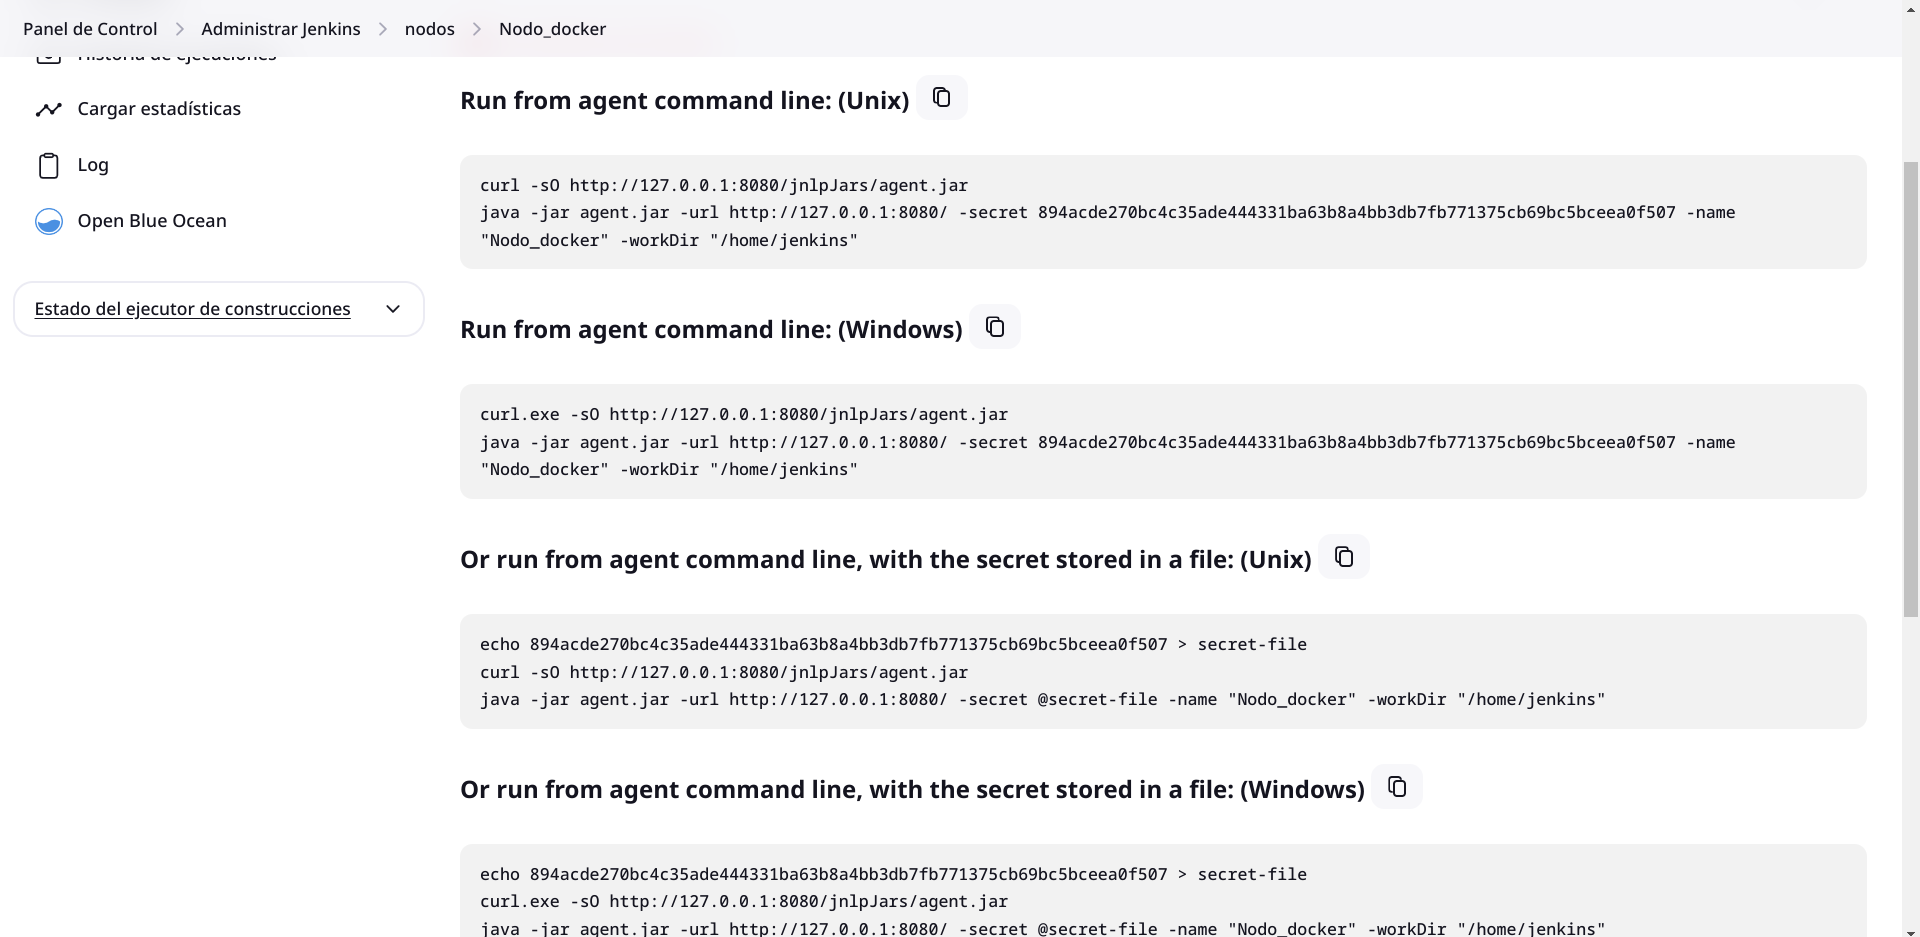 Panel de Control
Administrar Jenkins
nodos
Nodo_docker
Historia de ejecuciones
Cargar estadísticas
Log
Open Blue Ocean
Estado del ejecutor de construcciones
Run from agent command line: (Unix)
curl -sO http://127.0.0.1:8080/jnlpJars/agent.jar
java -jar agent.jar -url http://127.0.0.1:8080/ -secret 894acde270bc4c35ade444331ba63b8a4bb3db7fb771375cb69bc5bceea0f507 -name
"Nodo_docker" -workDir "/home/jenkins"
Run from agent command line: (Windows)
curl.exe -sO http://127.0.0.1:8080/jnlpJars/agent.jar
java -jar agent.jar -url http://127.0.0.1:8080/ -secret 894acde270bc4c35ade444331ba63b8a4bb3db7fb771375cb69bc5bceea0f507 -name
"Nodo_docker" -workDir "/home/jenkins"
Or run from agent command line, with the secret stored in a file: (Unix)
echo 894acde270bc4c35ade444331ba63b8a4bb3db7fb771375cb69bc5bceea0f507 > secret-file
curl -sO http://127.0.0.1:8080/jnlpJars/agent.jar
java -jar agent.jar -url http://127.0.0.1:8080/ -secret @secret-file -name "Nodo_docker" -workDir "/home/jenkins"
Or run from agent command line, with the secret stored in a file: (Windows)
echo 894acde270bc4c35ade444331ba63b8a4bb3db7fb771375cb69bc5bceea0f507 > secret-file
curl.exe -sO http://127.0.0.1:8080/jnlpJars/agent.jar
java -jar agent.jar -url http://127.0.0.1:8080/ -secret @secret-file -name "Nodo_docker" -workDir "/home/jenkins"